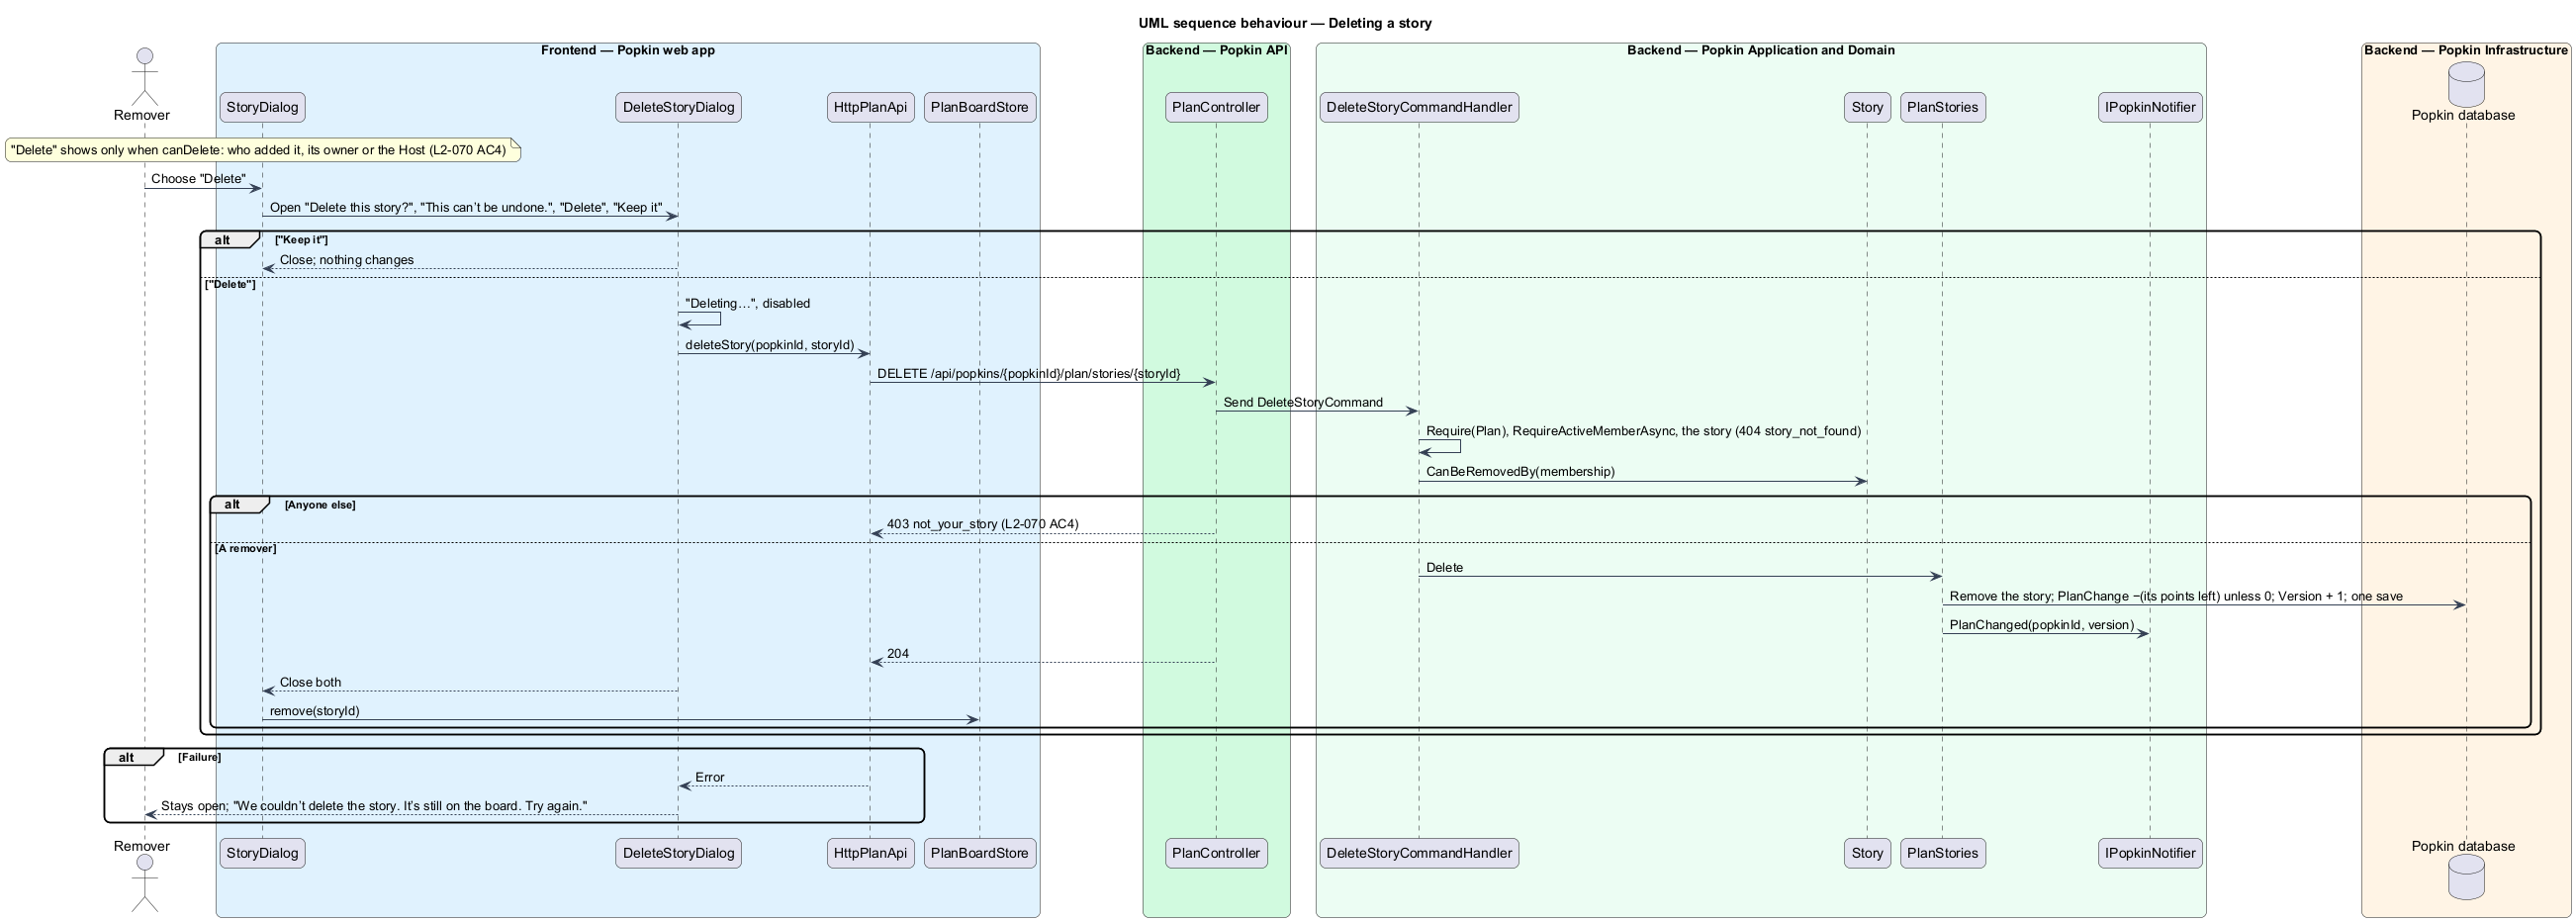 UML sequence behaviour — Deleting a story
Frontend — Popkin web app
Backend — Popkin API
Backend — Popkin Application and Domain
Backend — Popkin Infrastructure
Remover
StoryDialog
DeleteStoryDialog
HttpPlanApi
PlanBoardStore
PlanController
DeleteStoryCommandHandler
Story
PlanStories
IPopkinNotifier
Popkin database
"Delete" shows only when canDelete: who added it, its owner or the Host (L2-070 AC4)
Choose "Delete"
Open "Delete this story?", "This can’t be undone.", "Delete", "Keep it"
alt
["Keep it"]
Close; nothing changes
["Delete"]
"Deleting…", disabled
deleteStory(popkinId, storyId)
DELETE /api/popkins/{popkinId}/plan/stories/{storyId}
Send DeleteStoryCommand
Require(Plan), RequireActiveMemberAsync, the story (404 story_not_found)
CanBeRemovedBy(membership)
alt
[Anyone else]
403 not_your_story (L2-070 AC4)
[A remover]
Delete
Remove the story; PlanChange −(its points left) unless 0; Version + 1; one save
PlanChanged(popkinId, version)
204
Close both
remove(storyId)
alt
[Failure]
Error
Stays open; "We couldn’t delete the story. It’s still on the board. Try again."
Remover
StoryDialog
DeleteStoryDialog
HttpPlanApi
PlanBoardStore
PlanController
DeleteStoryCommandHandler
Story
PlanStories
IPopkinNotifier
Popkin database